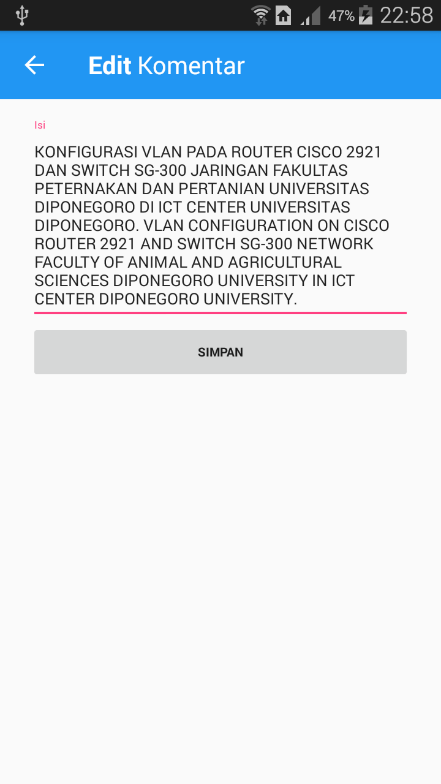 47% 22:58
Edit Komentar
Isi
KONFIGURASI VLAN PADA ROUTER CISCO 2921
DAN SWITCH SG-300 JARINGAN FAKULTAS
PETERNAKAN DAN PERTANIAN UNIVERSITAS
DIPONEGORO DI ICT CENTER UNIVERSITAS
DIPONEGORO. VLAN CONFIGURATION ON CISCO
ROUTER 2921 AND SWITCH SG-300 NETWORK
FACULTY OF ANIMAL AND AGRICULTURAL
SCIENCES DIPONEGORO UNIVERSITY IN ICT
CENTER DIPONEGORO UNIVERSITY.
SIMPAN